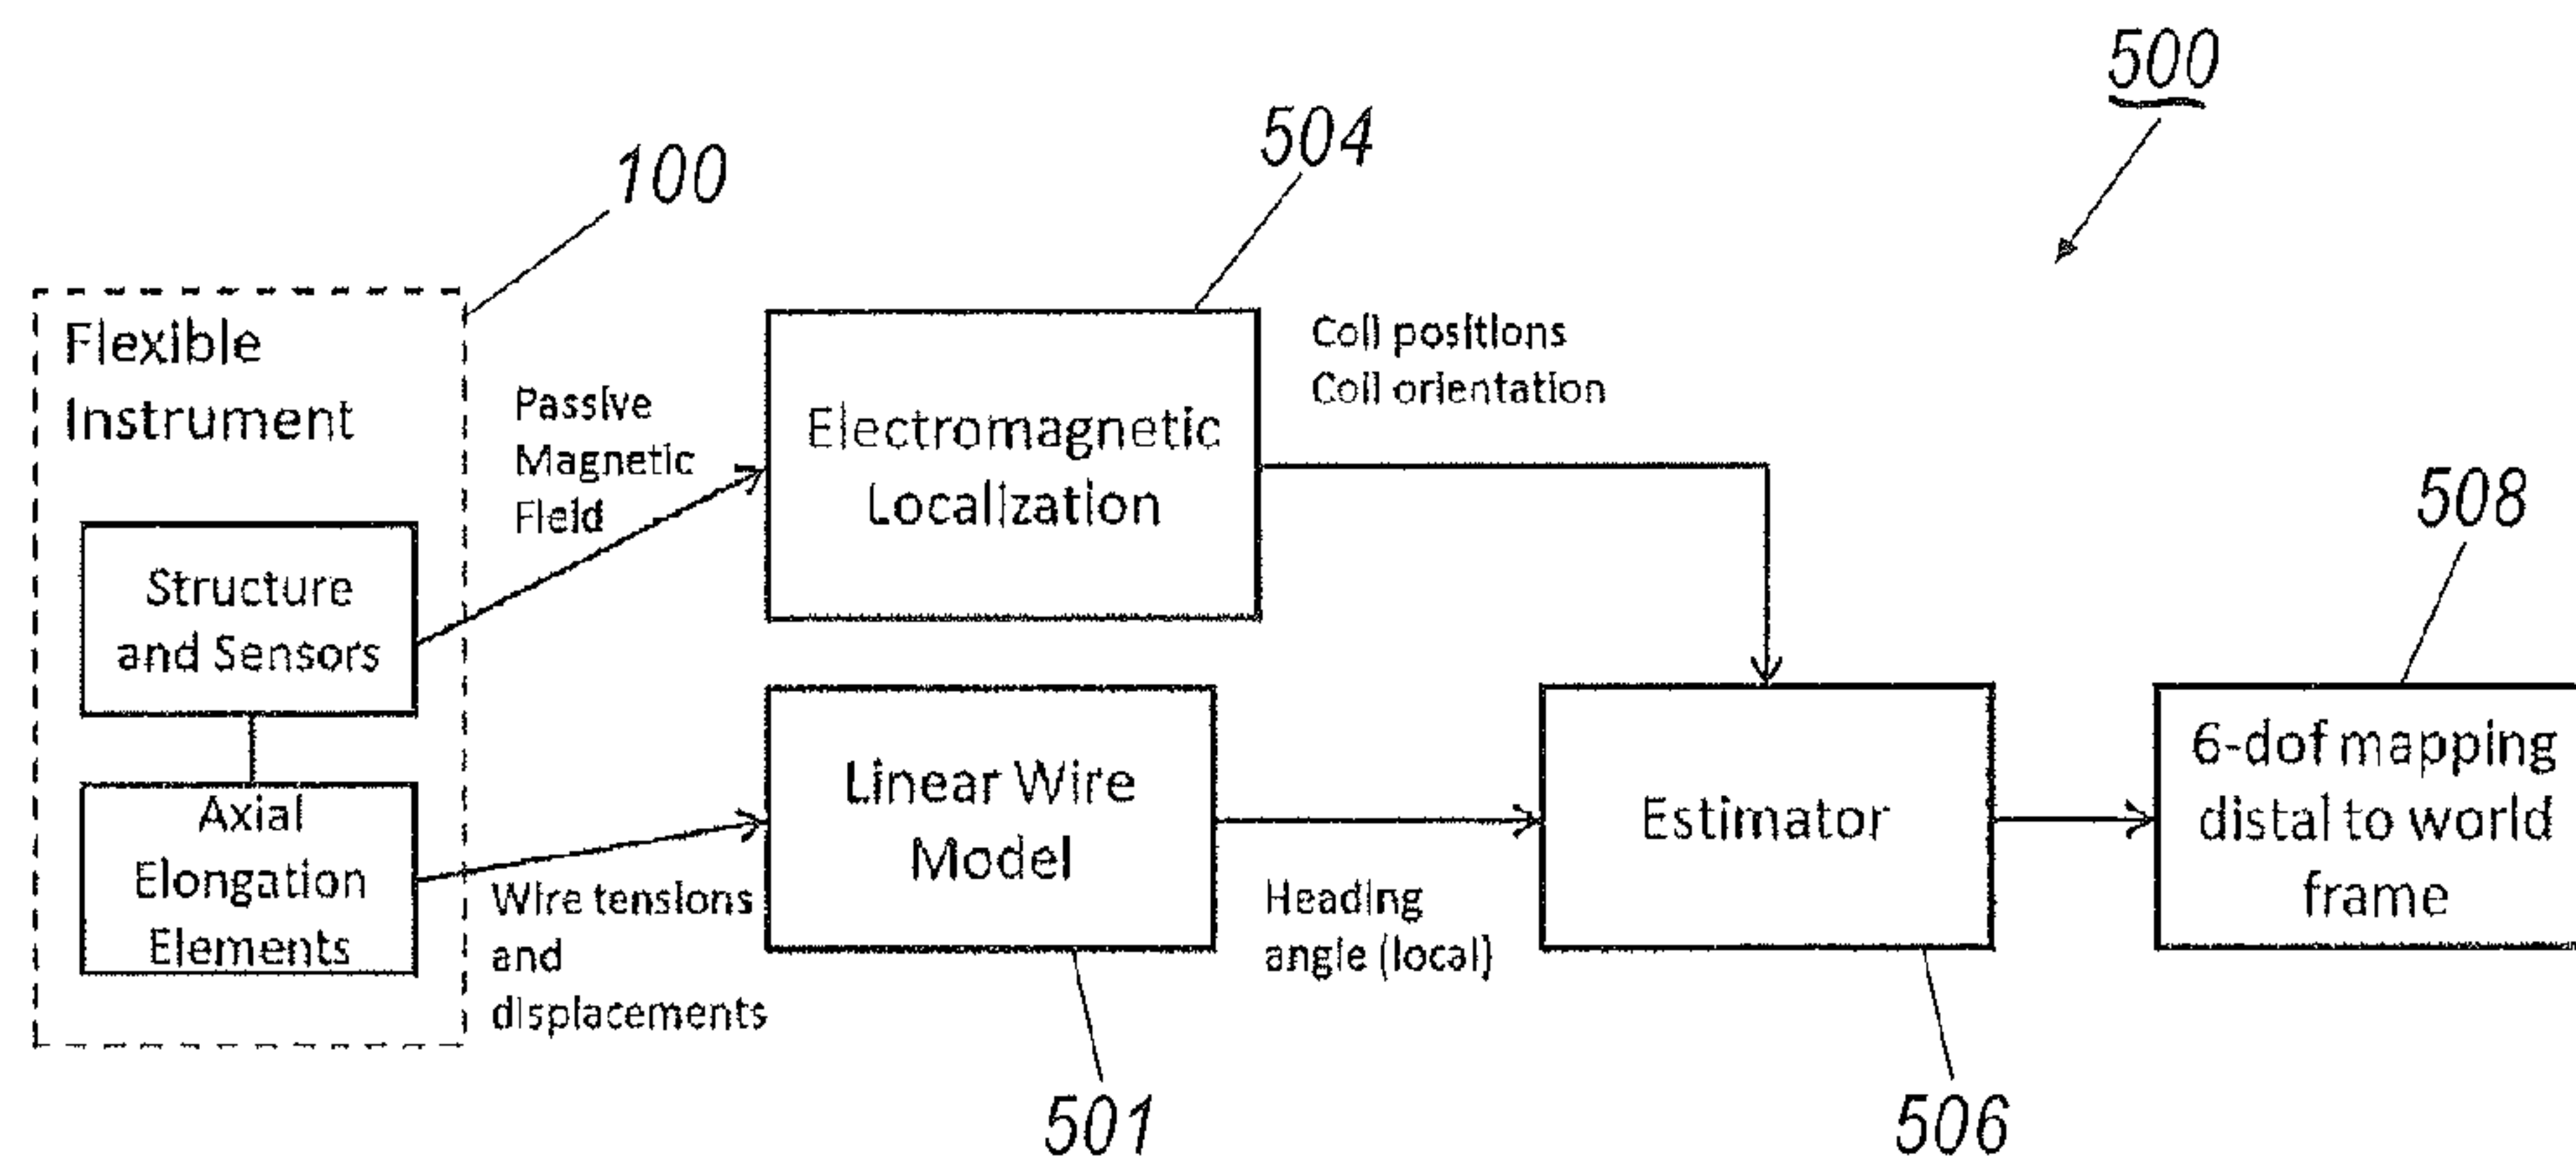 500
504
100
Flexible
Instrument
Passive
Magnetic
Field
Electromagnetic
Localization
Coil positions
Coil orientation
508
Structure
and Sensors
Axial
Elongation
Elements
Wire tensions
and
displacements
Linear Wire
Model
Heading
angle (local)
Estimator
6-dof mapping
distal to world
frame
501
506